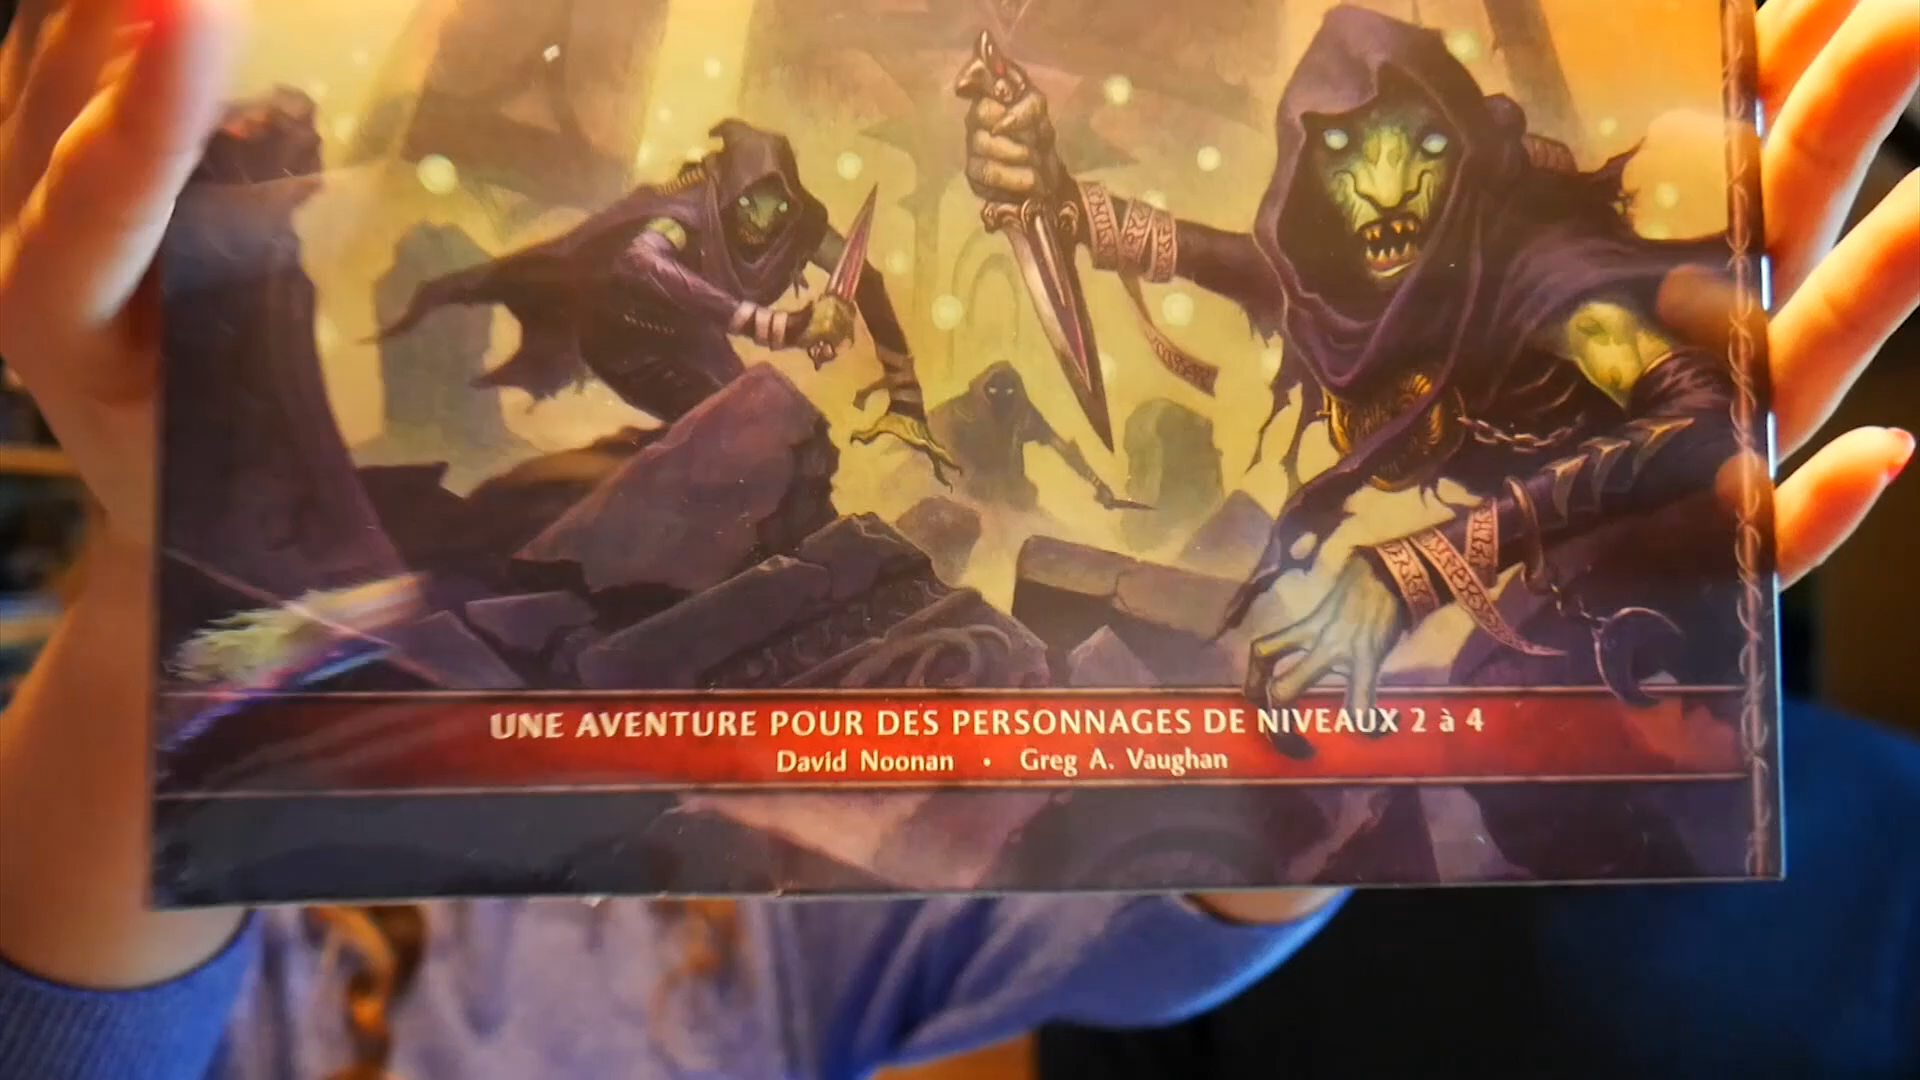 UNE AVENTURE POUR DES PERSONNAGES DE NIVEAUX 2 à 4
David Noonan • Greg A. Vaughan